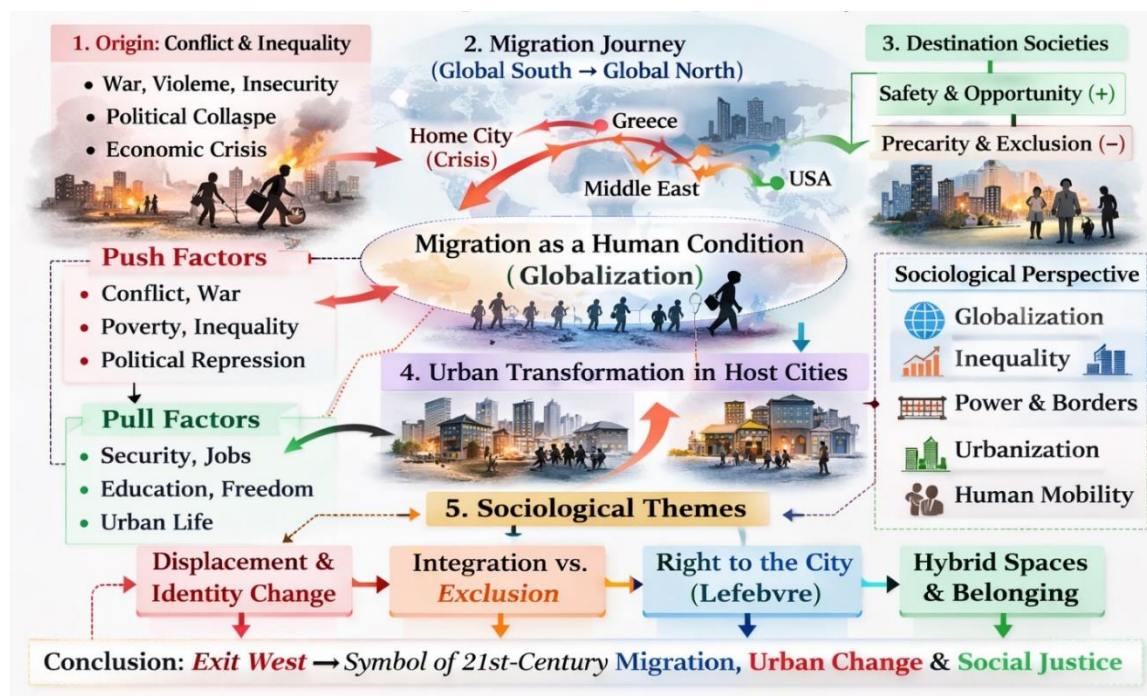 1. Origin: Conflict & Inequality
• War, Violeme, Insecurity
• Political Collaspe
• Economic Crisis
2. Migration Journey
(Global South → Global North)
Home City
(Crisis)
Greece
Middle East
USA
3. Destination Societies
Safety & Opportunity (+)
Precarity & Exclusion (−)
Migration as a Human Condition
(Globalization)
Push Factors
• Conflict, War
• Poverty, Inequality
• Political Repression
Pull Factors
• Security, Jobs
• Education, Freedom
• Urban Life
4. Urban Transformation in Host Cities
Sociological Perspective
Globalization
Inequality
Power & Borders
Urbanization
Human Mobility
5. Sociological Themes
Displacement &
Identity Change
Integration vs.
Exclusion
Right to the City
(Lefebvre)
Hybrid Spaces
& Belonging
Conclusion: Exit West → Symbol of 21st-Century Migration, Urban Change & Social Justice